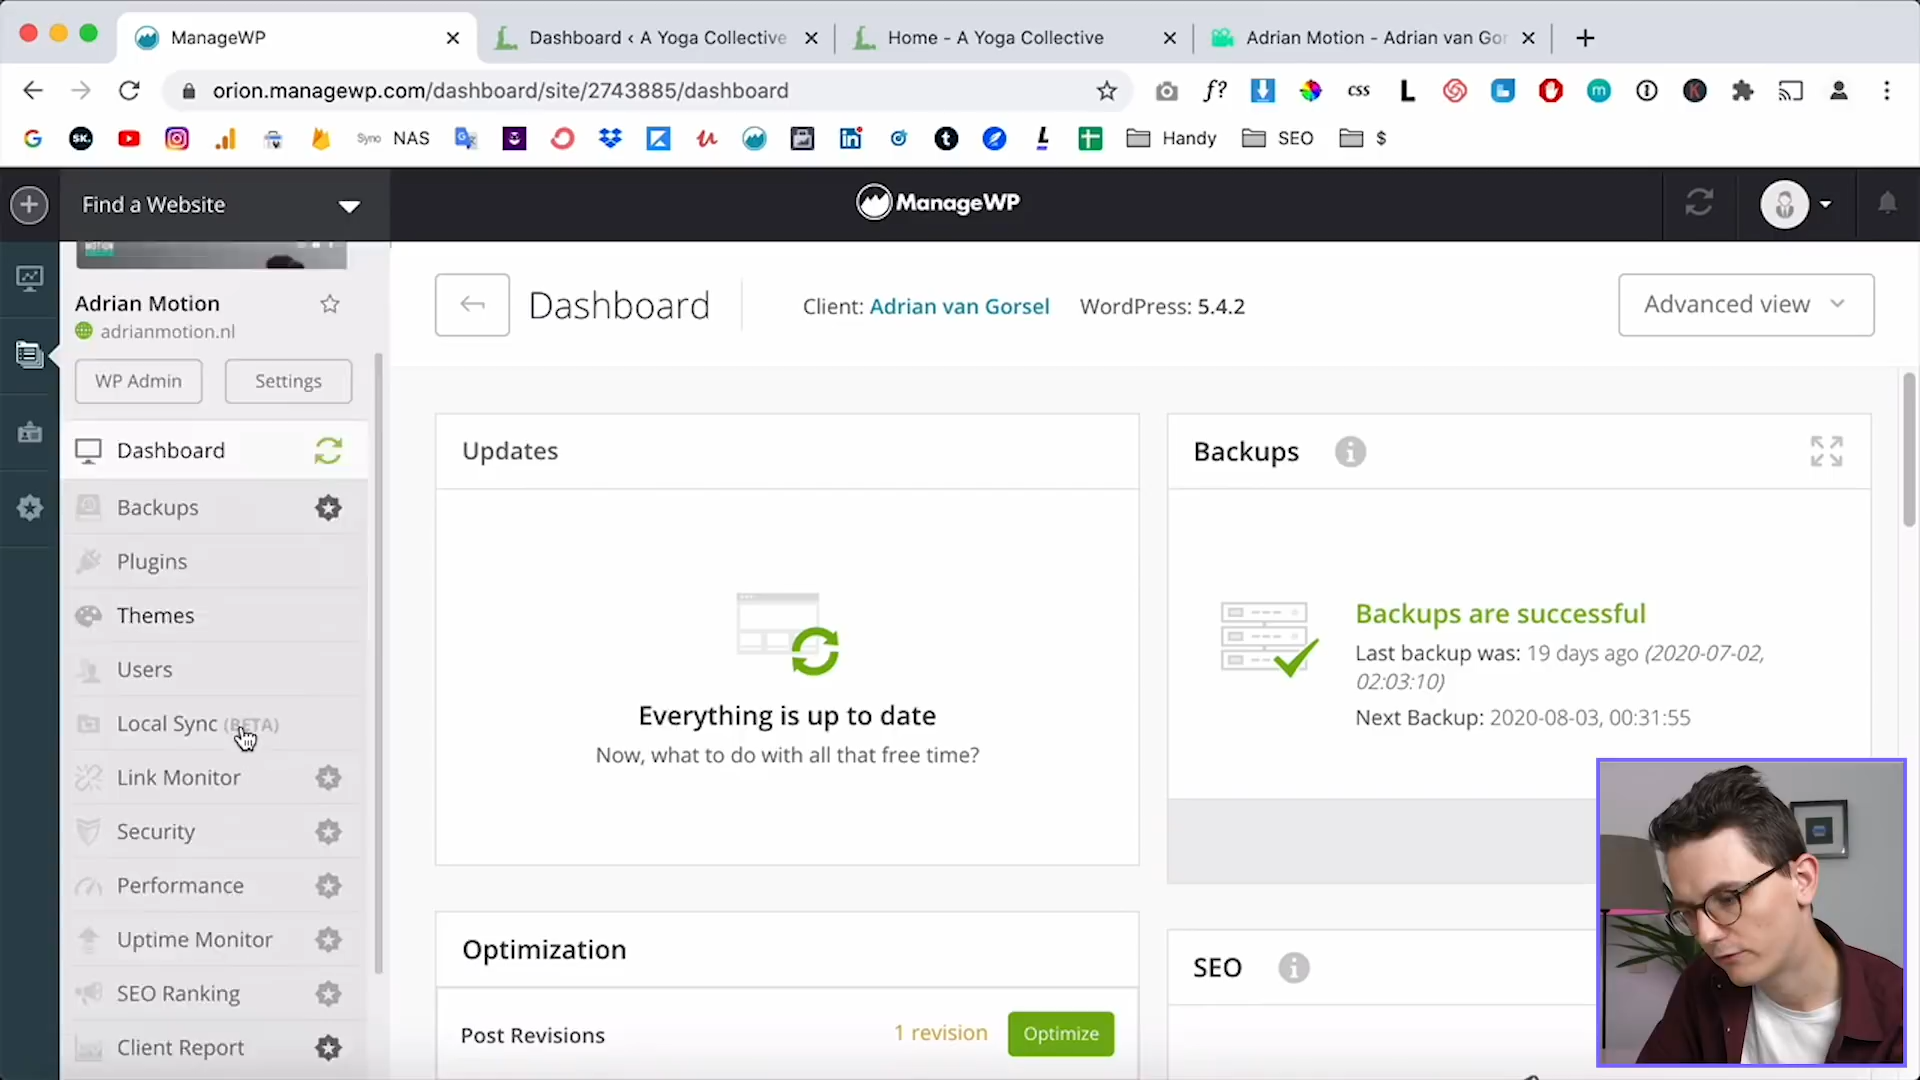 ManageWP
Dashboard ‹ A Yoga Collective
Home - A Yoga Collective
Adrian Motion - Adrian van Gor
orion.managewp.com/dashboard/site/2743885/dashboard
f?
css
L
m
K
G
SK.
Syno NAS
in
t
L
Handy
SEO
$
Find a Website
ManageWP
MOTION
Adrian Motion
adrianmotion.nl
WP Admin
Settings
Dashboard
Backups
Plugins
Themes
Users
Local Sync (BETA)
Link Monitor
Security
Performance
Uptime Monitor
SEO Ranking
Client Report
Dashboard
Client: Adrian van Gorsel
WordPress: 5.4.2
Advanced view
Updates
Everything is up to date
Now, what to do with all that free time?
Backups
Backups are successful
Last backup was: 19 days ago (2020-07-02,
02:03:10)
Next Backup: 2020-08-03, 00:31:55
Optimization
Post Revisions
1 revision
Optimize
SEO